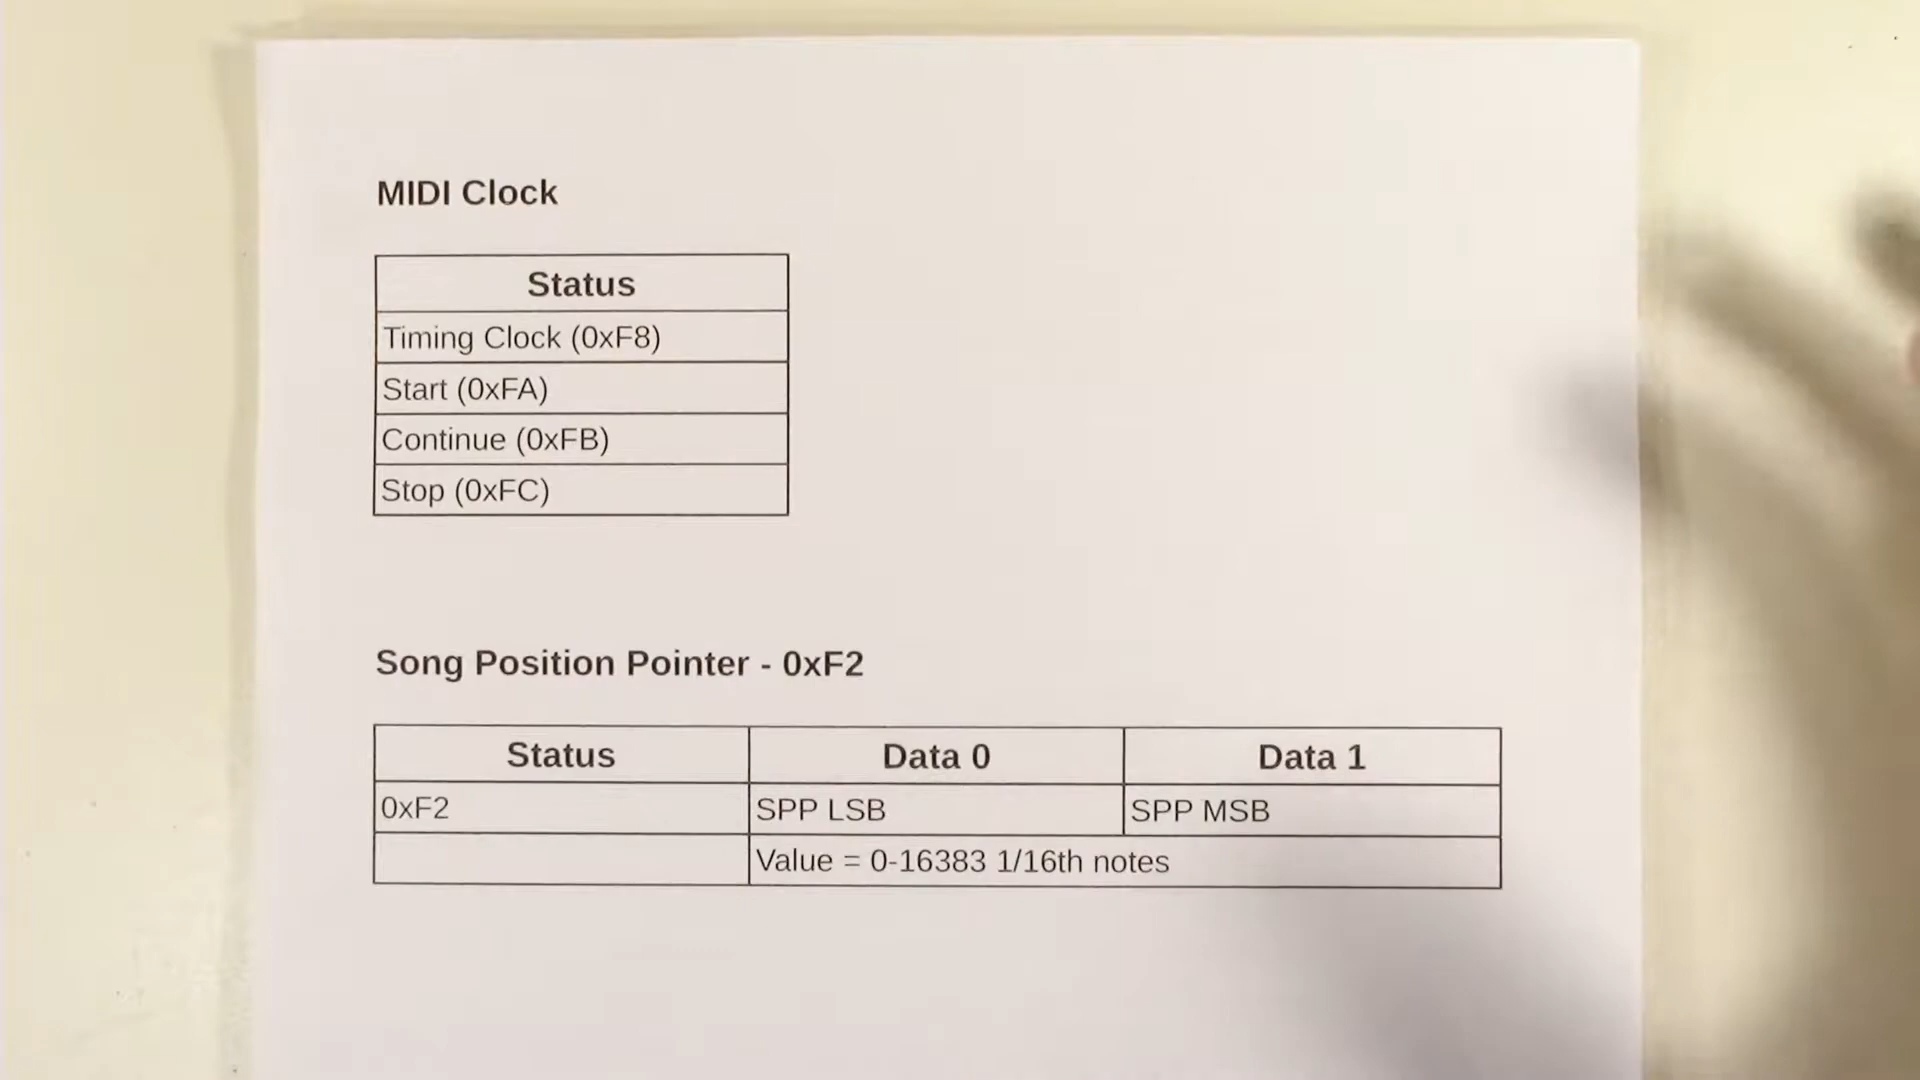 MIDI Clock
Status
Timing Clock (0xF8)
Start (0xFA)
Continue (0xFB)
Stop (0xFC)
Song Position Pointer - 0xF2
Status Data 0 Data 1
0xF2 SPP LSB SPP MSB
Value = 0-16383 1/16th notes